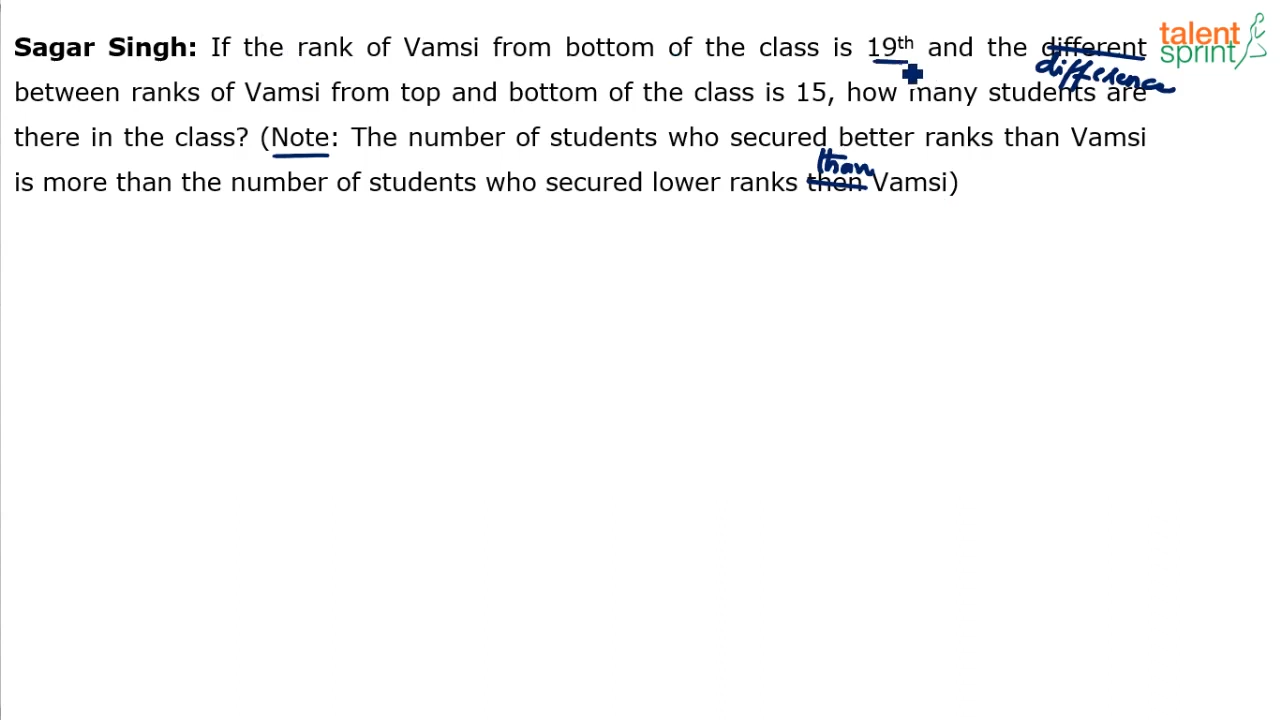 Sagar Singh: If the rank of Vamsi from bottom of the class is 19th and the different
difference
between ranks of Vamsi from top and bottom of the class is 15, how many students are
there in the class? (Note: The number of students who secured better ranks than Vamsi
than
is more than the number of students who secured lower ranks then Vamsi)
talent
sprint